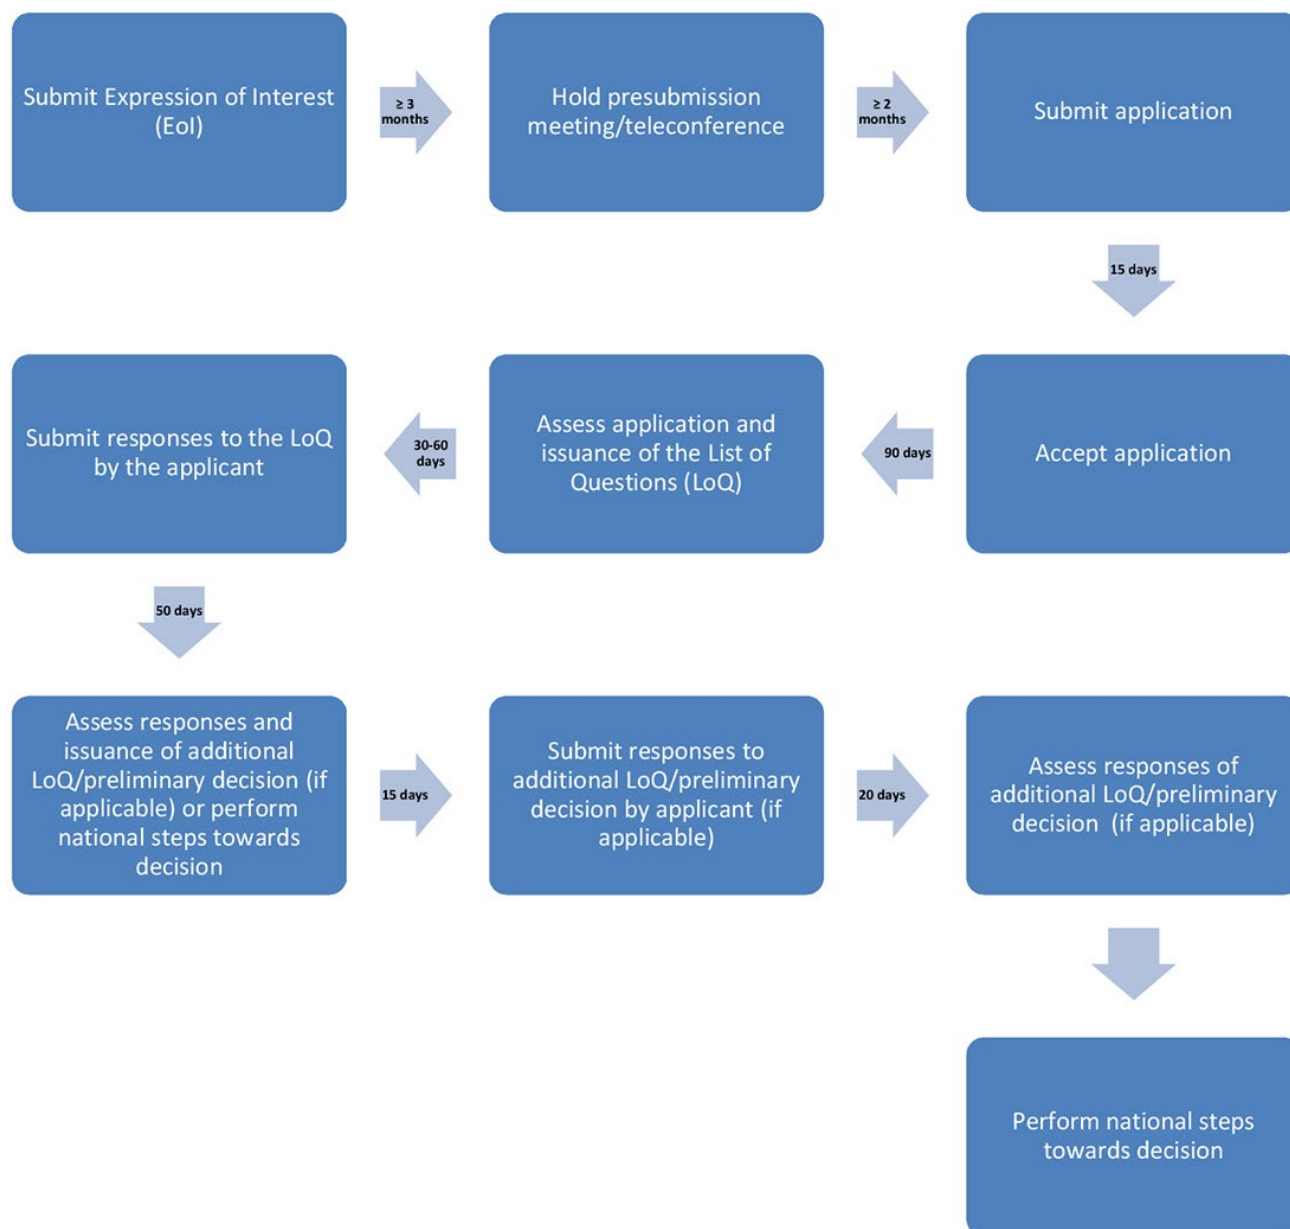 Submit Expression of Interest
(EoI)
≥ 3
months
Hold presubmission
meeting/teleconference
≥ 2
months
Submit application
15 days
Accept application
90 days
Assess application and
issuance of the List of
Questions (LoQ)
30-60
days
Submit responses to the LoQ
by the applicant
50 days
Assess responses and
issuance of additional
LoQ/preliminary decision (if
applicable) or perform
national steps towards
decision
15 days
Submit responses to
additional LoQ/preliminary
decision by applicant (if
applicable)
20 days
Assess responses of
additional LoQ/preliminary
decision (if applicable)
Perform national steps
towards decision